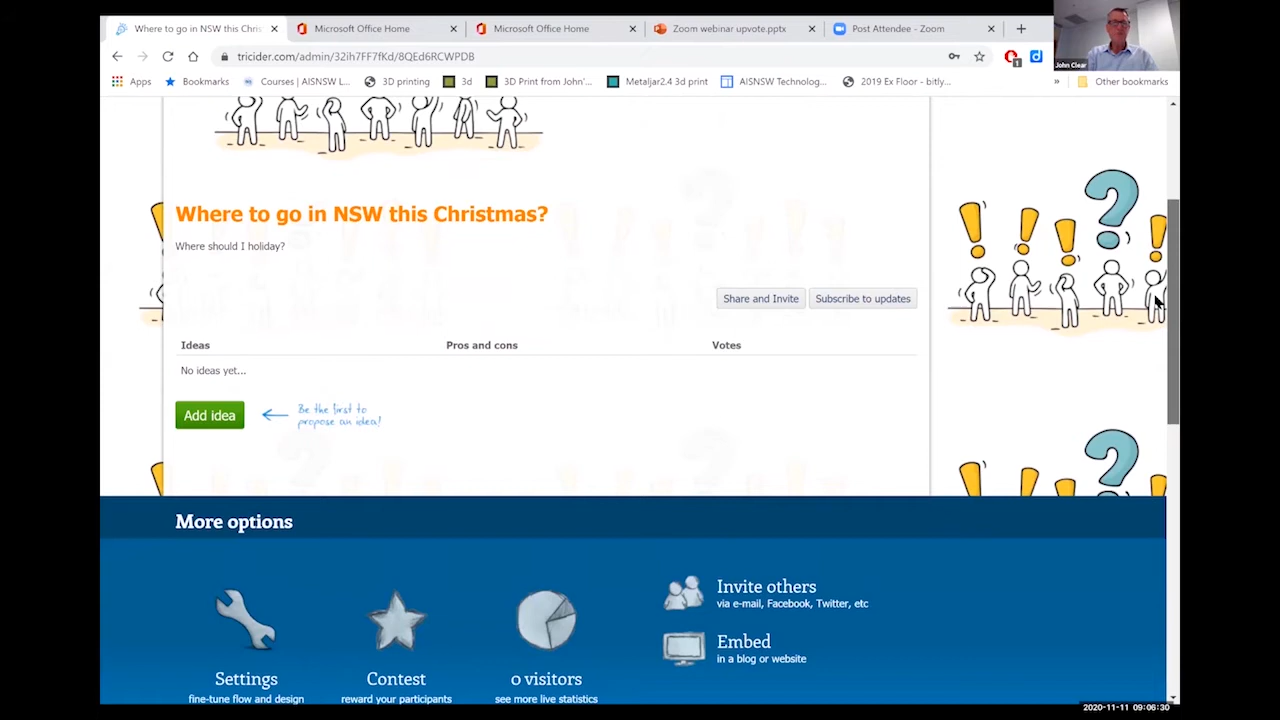 Where to go in NSW this Chris
Microsoft Office Home
Microsoft Office Home
Zoom webinar upvote.pptx
Post Attendee - Zoom
John Clear
tricider.com/admin/32ih7FF7fKd/8QEd6RCWPDB
1
Apps
Bookmarks
Courses | AISNSW L...
3D printing
3d
3D Print from John'...
Metaljar2.4 3d print
AISNSW Technolog...
2019 Ex Floor - bitly...
»
Other bookmarks
Where to go in NSW this Christmas?
Where should I holiday?
Share and Invite
Subscribe to updates
Ideas
Pros and cons
Votes
No ideas yet...
Add idea
Be the first to
propose an idea!
More options
Invite others
via e-mail, Facebook, Twitter, etc
Embed
in a blog or website
Settings
fine-tune flow and design
Contest
reward your participants
0 visitors
see more live statistics
2020-11-11 09:06:30